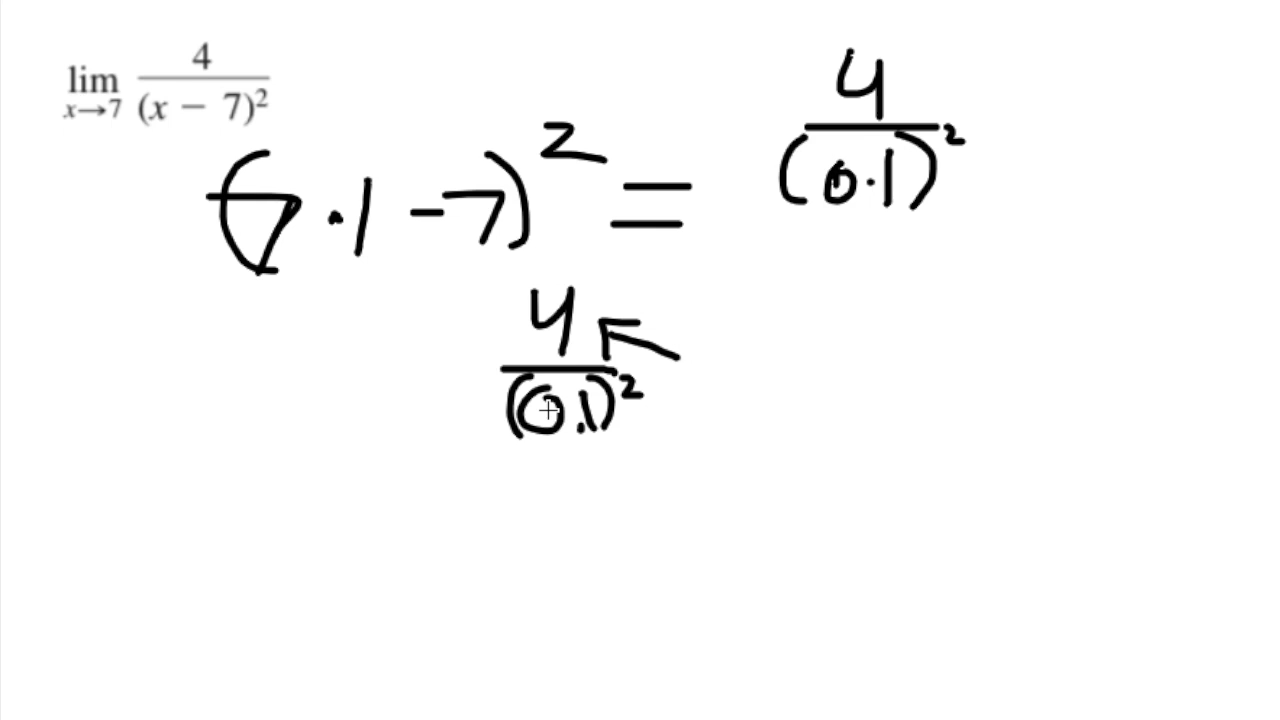 lim x→7 4/(x − 7)²
(7.1 -7)² = 4/(0.1)²
4/(0.1)²